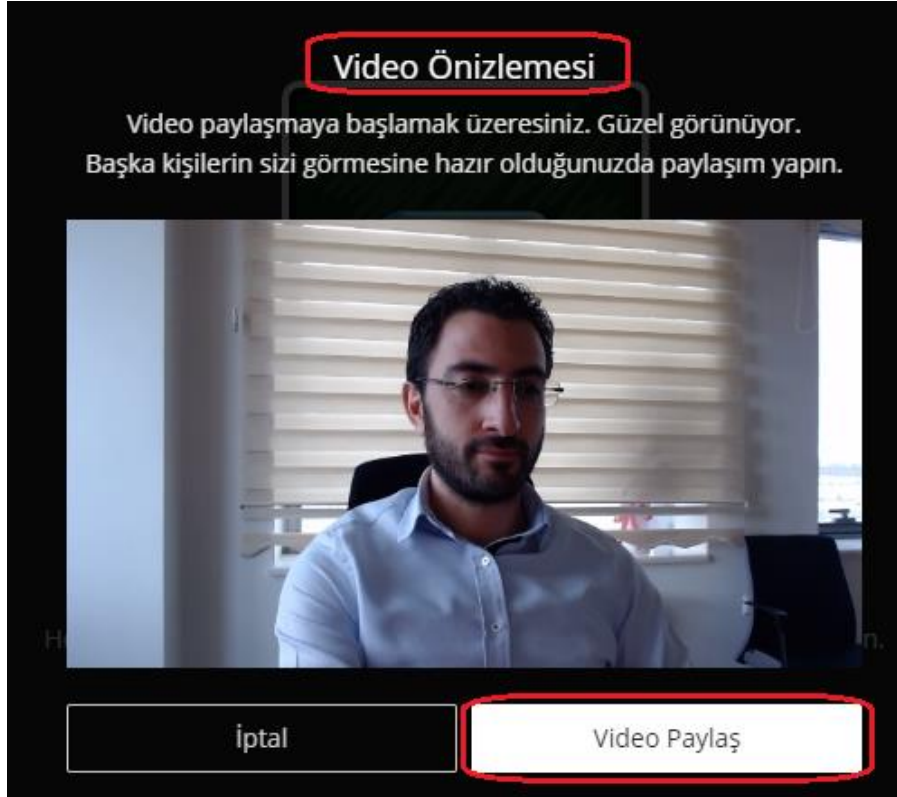 Video Önizlemesi
Video paylaşmaya başlamak üzeresiniz. Güzel görünüyor.
Başka kişilerin sizi görmesine hazır olduğunuzda paylaşım yapın.
İptal
Video Paylaş